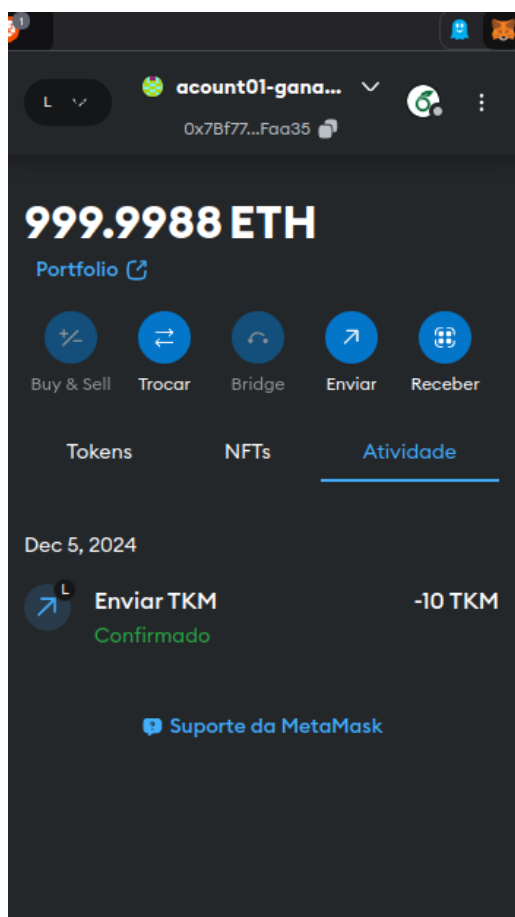 1
L
acount01-gana...
0x7Bf77...Faa35
999.9988 ETH
Portfolio
Buy & Sell
Trocar
Bridge
Enviar
Receber
Tokens
NFTs
Atividade
Dec 5, 2024
L
Enviar TKM
-10 TKM
Confirmado
Suporte da MetaMask